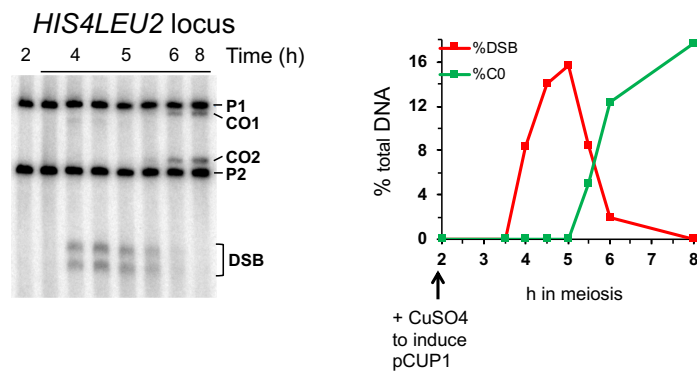 HIS4LEU2 locus
2 4 5 6 8 Time (h)
P1
CO1
CO2
P2
DSB
%DSB
%C0
% total DNA
16
12
8
4
0
2 3 4 5 6 7 8
h in meiosis
+ CuSO4
to induce
pCUP1